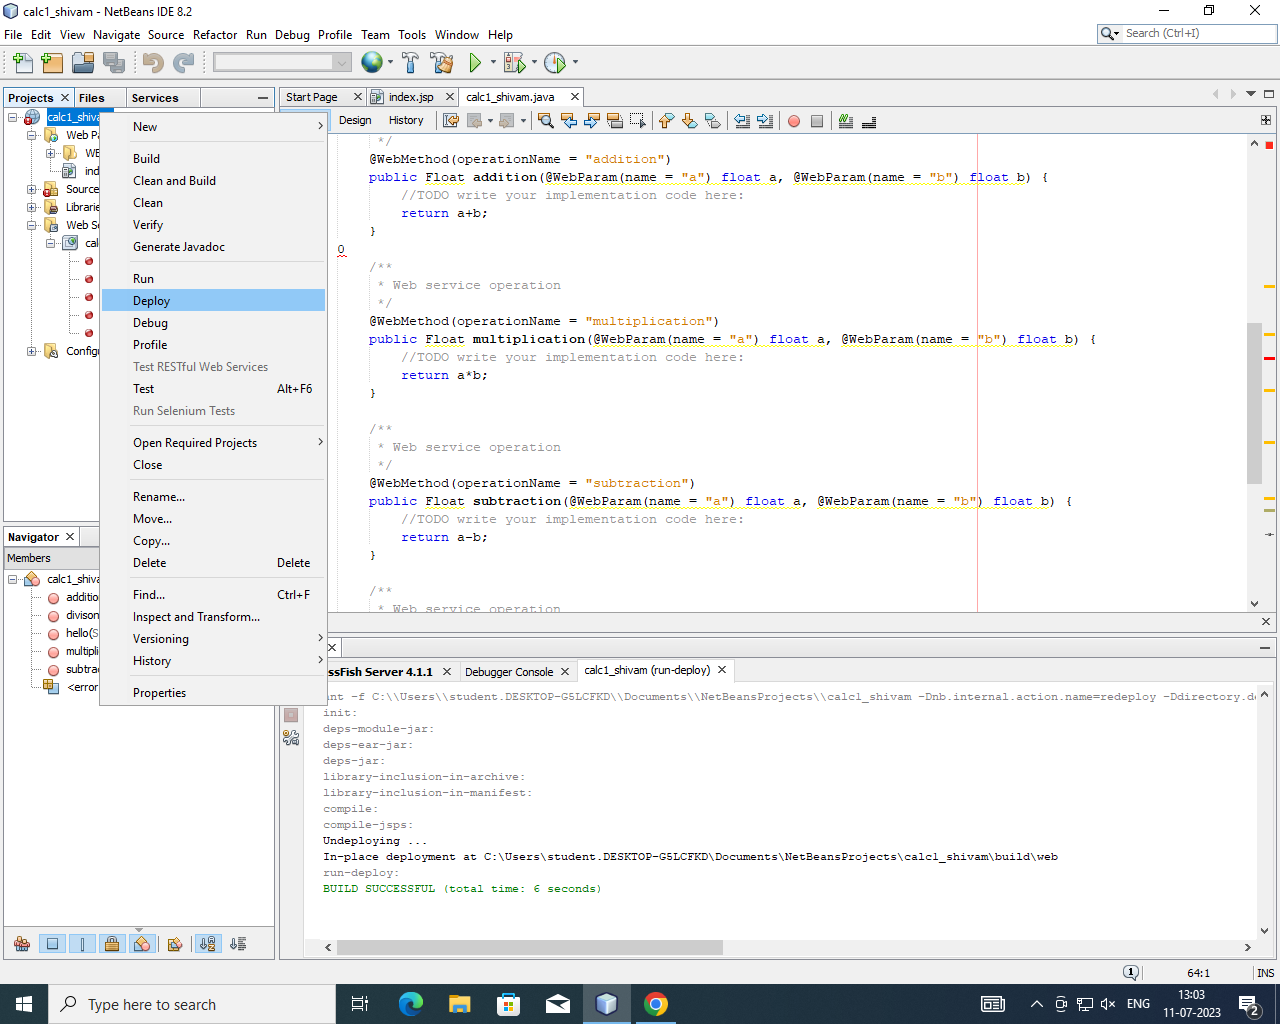 calc1_shivam - NetBeans IDE 8.2
File Edit View Navigate Source Refactor Run Debug Profile Team Tools Window Help
Search (Ctrl+I)
Projects Files Services
Start Page index.jsp calc1_shivam.java
Design History
calc1_shiva
Web Pa
WE
ind
Source
Librarie
Web Se
cal
Configu
New
Build
Clean and Build
Clean
Verify
Generate Javadoc
Run
Deploy
Debug
Profile
Test RESTful Web Services
Test Alt+F6
Run Selenium Tests
Open Required Projects
Close
Rename...
Move...
Copy...
Delete Delete
Find... Ctrl+F
Inspect and Transform...
Versioning
History
Properties
*/
@WebMethod(operationName = "addition")
public Float addition(@WebParam(name = "a") float a, @WebParam(name = "b") float b) {
//TODO write your implementation code here:
return a+b;
}
O
/**
* Web service operation
*/
@WebMethod(operationName = "multiplication")
public Float multiplication(@WebParam(name = "a") float a, @WebParam(name = "b") float b) {
//TODO write your implementation code here:
return a*b;
}
/**
* Web service operation
*/
@WebMethod(operationName = "subtraction")
public Float subtraction(@WebParam(name = "a") float a, @WebParam(name = "b") float b) {
//TODO write your implementation code here:
return a-b;
}
/**
* Web service operation
Navigator
Members
calc1_shiva
addition
divison
hello(S
multipli
subtrac
<error
ssFish Server 4.1.1 Debugger Console calc1_shivam (run-deploy)
ant -f C:\\Users\\student.DESKTOP-G5LCFKD\\Documents\\NetBeansProjects\\calc1_shivam -Dnb.internal.action.name=redeploy -Ddirectory.de
init:
deps-module-jar:
deps-ear-jar:
deps-jar:
library-inclusion-in-archive:
library-inclusion-in-manifest:
compile:
compile-jsps:
Undeploying ...
In-place deployment at C:\Users\student.DESKTOP-G5LCFKD\Documents\NetBeansProjects\calc1_shivam\build\web
run-deploy:
BUILD SUCCESSFUL (total time: 6 seconds)
1 64:1 INS
Type here to search
ENG
13:03
11-07-2023
2